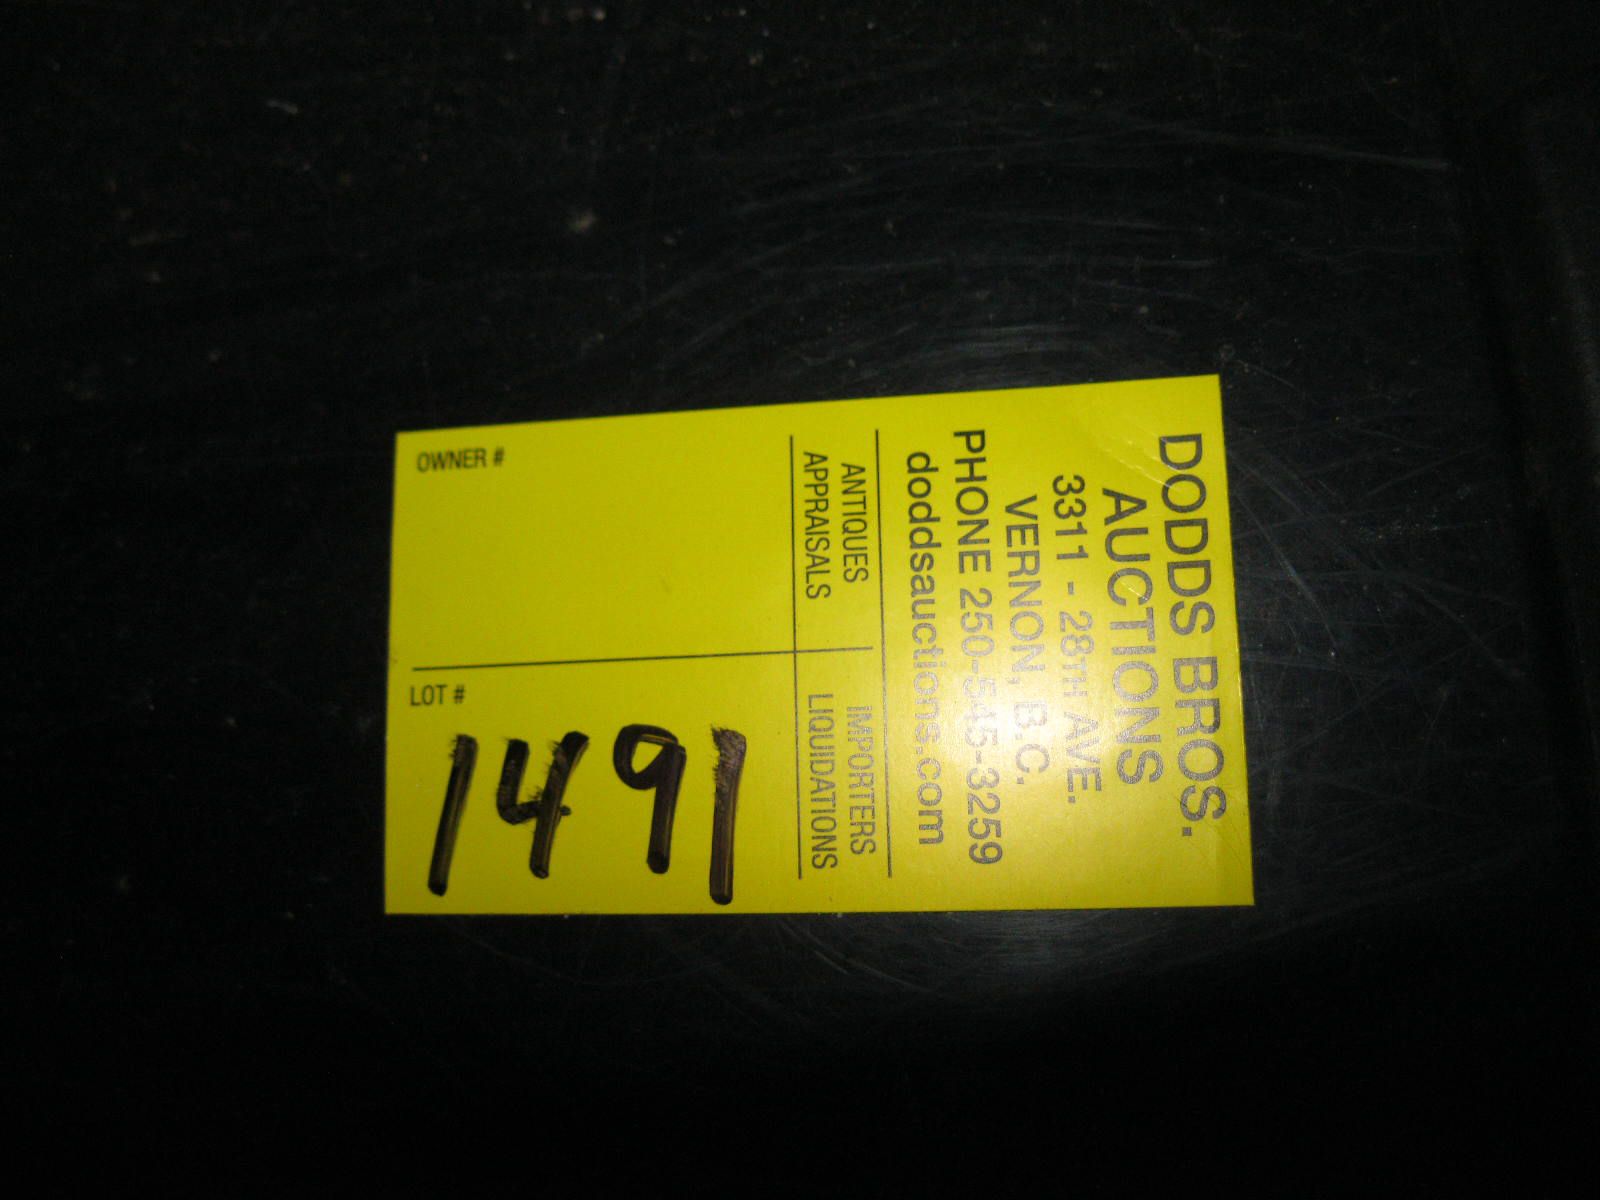 DODDS BROS.
AUCTIONS
3311 - 28TH AVE.
VERNON, B.C.
PHONE 250-545-3259
doddsauctions.com
ANTIQUES IMPORTERS
APPRAISALS LIQUIDATIONS
OWNER #
LOT #
1491